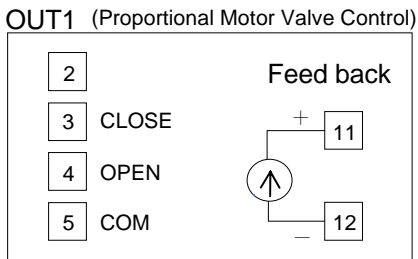 OUT1 (Proportional Motor Valve Control)
2
Feed back
3 CLOSE
+ 11
4 OPEN
5 COM
− 12